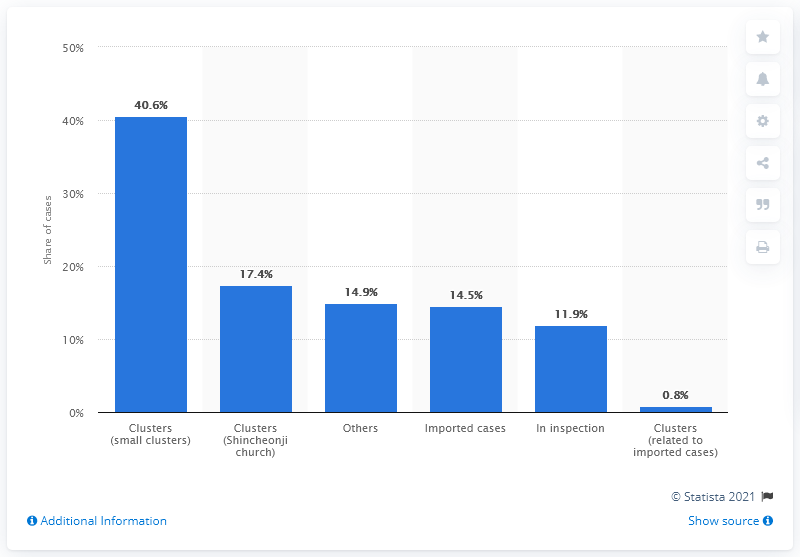 50%
40%
30%
20%
10%
0%
Share of cases
40.6%
17.4%
14.9%
14.5%
11.9%
0.8%
Clusters
(small clusters)
Clusters
(Shincheonji
church)
Others
Imported cases
In inspection
Clusters
(related to
imported cases)
© Statista 2021
Additional Information
Show source